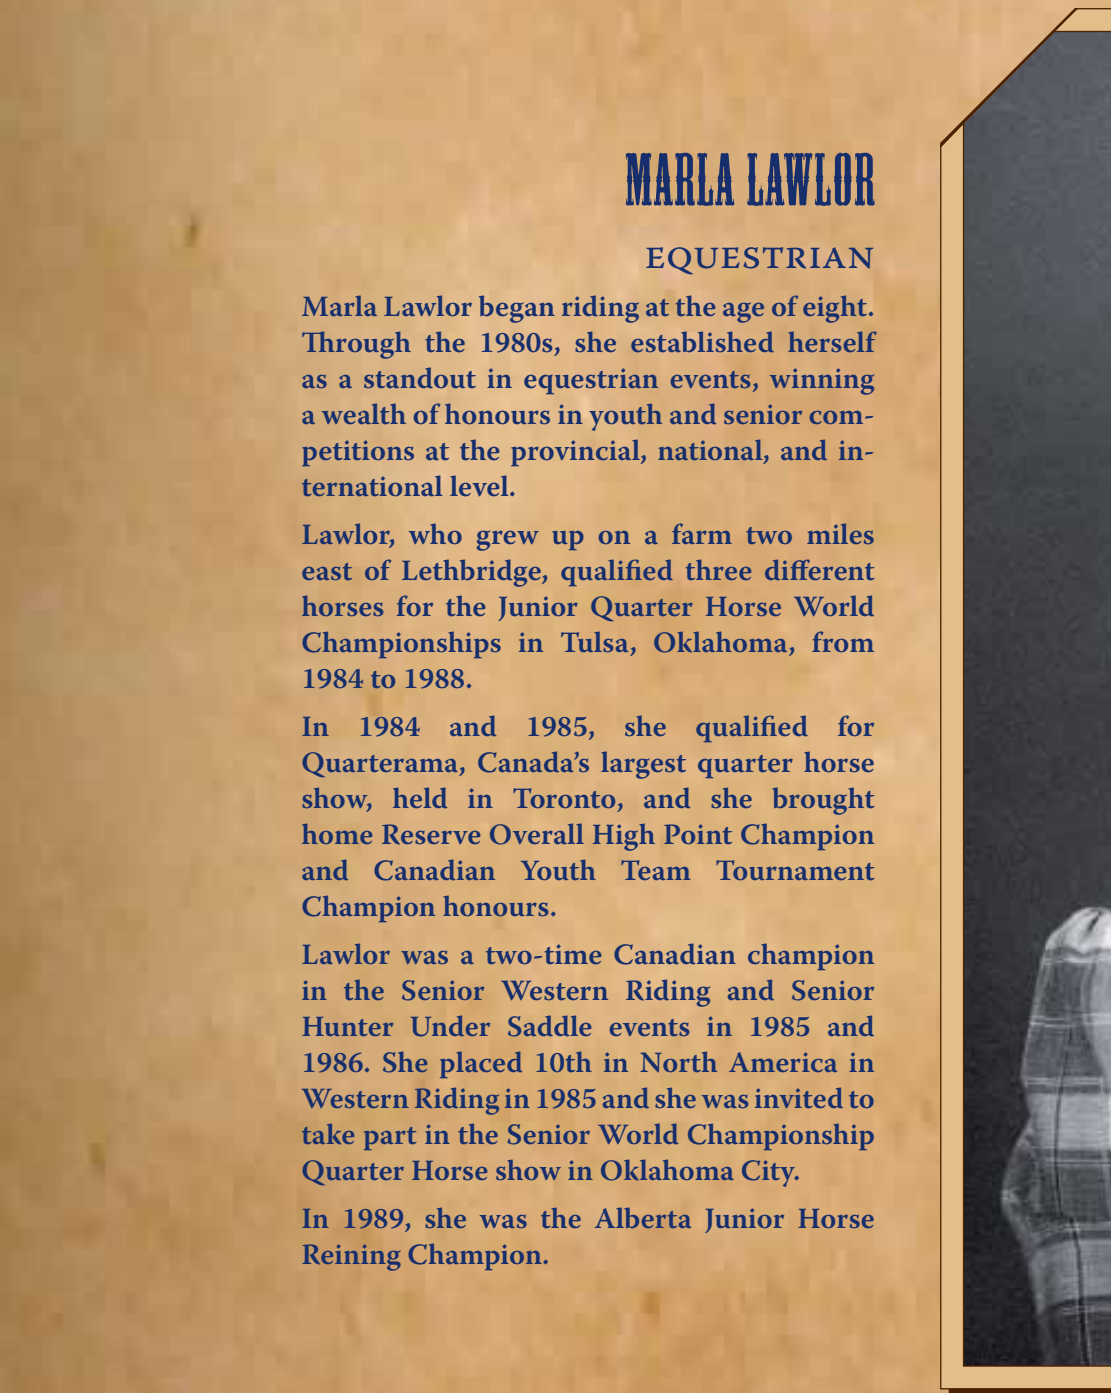 MARLA LAWLOR
EQUESTRIAN
Marla Lawlor began riding at the age of eight.
Through the 1980s, she established herself
as a standout in equestrian events, winning
a wealth of honours in youth and senior com-
petitions at the provincial, national, and in-
ternational level.
Lawlor, who grew up on a farm two miles
east of Lethbridge, qualified three different
horses for the Junior Quarter Horse World
Championships in Tulsa, Oklahoma, from
1984 to 1988.
In 1984 and 1985, she qualified for
Quarterama, Canada’s largest quarter horse
show, held in Toronto, and she brought
home Reserve Overall High Point Champion
and Canadian Youth Team Tournament
Champion honours.
Lawlor was a two-time Canadian champion
in the Senior Western Riding and Senior
Hunter Under Saddle events in 1985 and
1986. She placed 10th in North America in
Western Riding in 1985 and she was invited to
take part in the Senior World Championship
Quarter Horse show in Oklahoma City.
In 1989, she was the Alberta Junior Horse
Reining Champion.